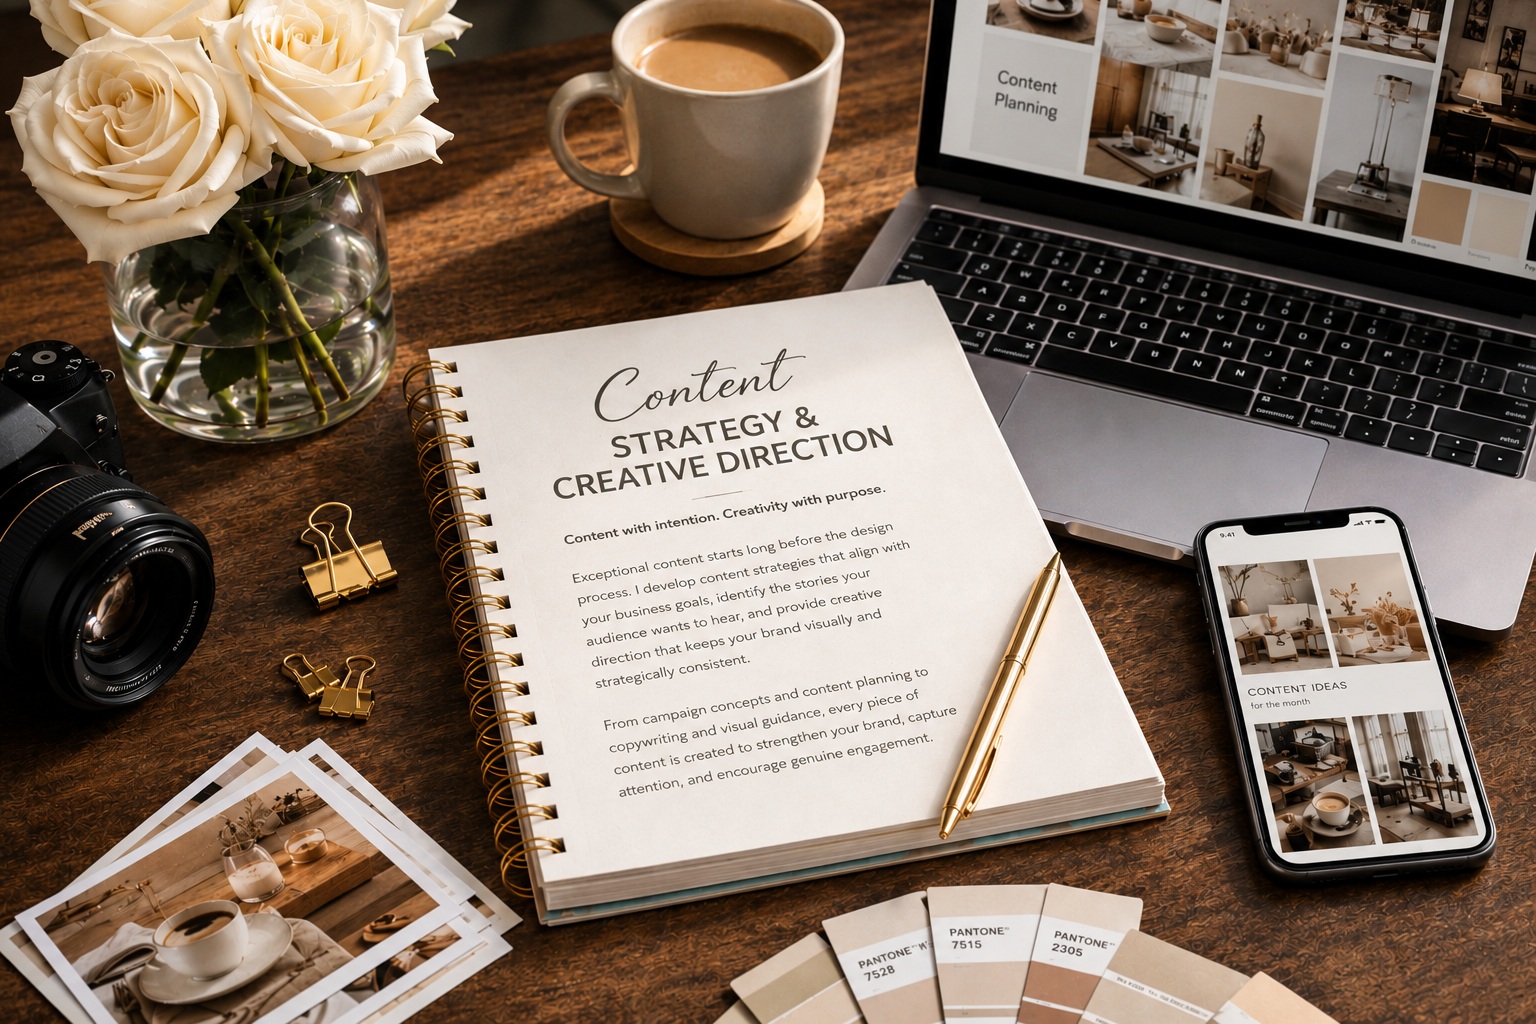 Content
Planning
Content
STRATEGY &
CREATIVE DIRECTION
Content with intention. Creativity with purpose.
Exceptional content starts long before the design
process. I develop content strategies that align with
your business goals, identify the stories your
audience wants to hear, and provide creative
direction that keeps your brand visually and
strategically consistent.
From campaign concepts and content planning to
copywriting and visual guidance, every piece of
content is created to strengthen your brand, capture
attention, and encourage genuine engagement.
9:41
CONTENT IDEAS
for the month
PANTONE
7528
PANTONE
7515
PANTONE
2305